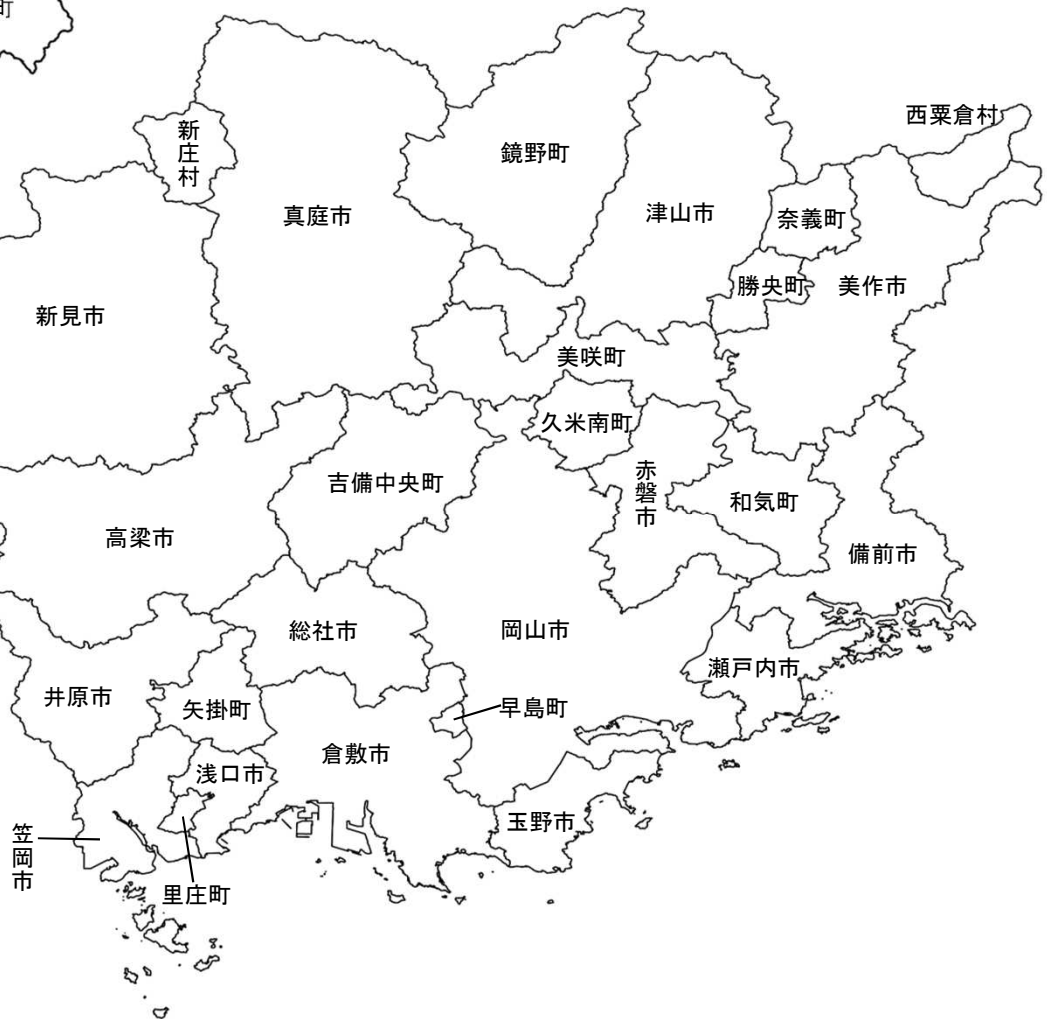 町
西粟倉村
新庄村
鏡野町
津山市
奈義町
真庭市
勝央町
美作市
新見市
美咲町
久米南町
吉備中央町
赤磐市
和気町
高梁市
備前市
総社市
岡山市
瀬戸内市
井原市
矢掛町
早島町
倉敷市
浅口市
玉野市
笠岡市
里庄町